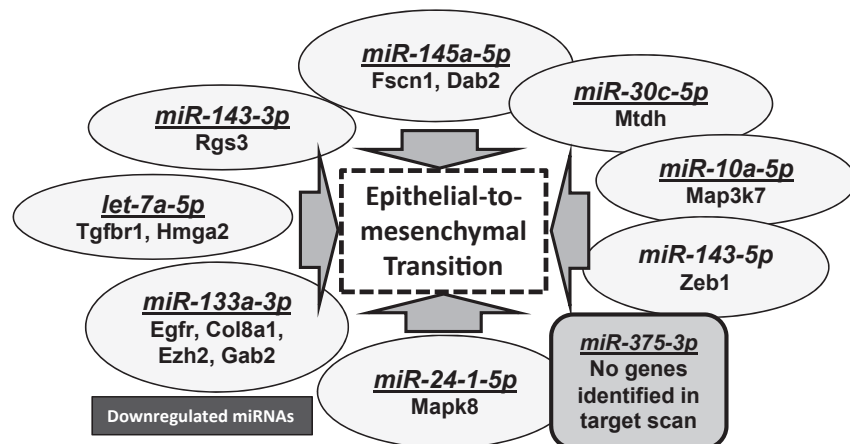 miR-145a-5p
Fscn1, Dab2
miR-30c-5p
Mtdh
miR-143-3p
Rgs3
miR-10a-5p
Map3k7
let-7a-5p
Tgfbr1, Hmga2
Epithelial-to-
mesenchymal
Transition
miR-143-5p
Zeb1
miR-133a-3p
Egfr, Col8a1,
Ezh2, Gab2
miR-375-3p
No genes
identified in
target scan
miR-24-1-5p
Mapk8
Downregulated miRNAs